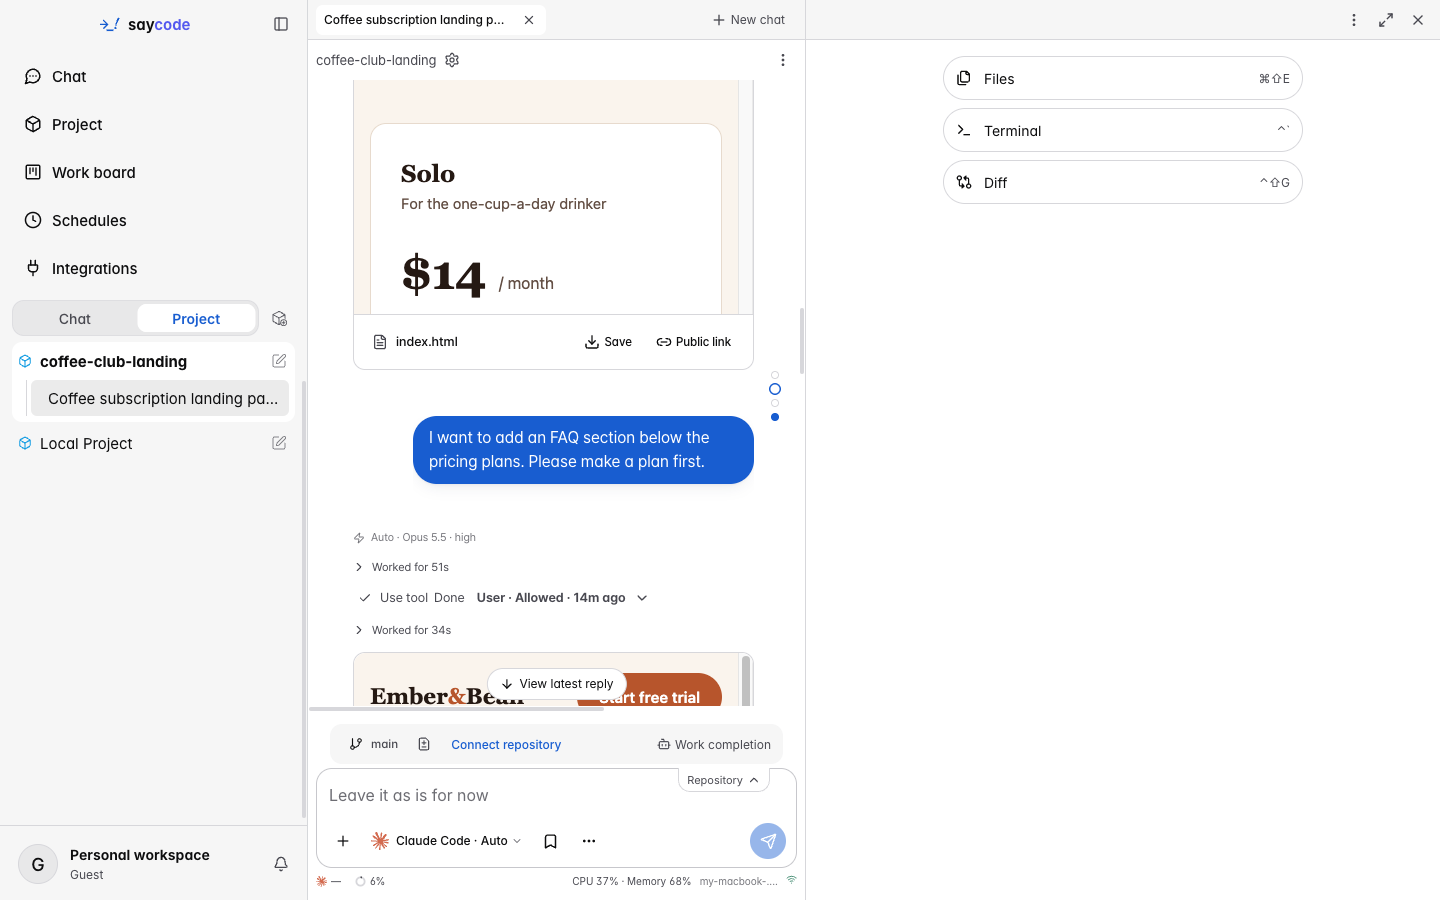 saycode
Chat
Project
Work board
Schedules
Integrations
Chat
Project
coffee-club-landing
Coffee subscription landing pa...
Local Project
G
Personal workspace
Guest
Coffee subscription landing p...
New chat
coffee-club-landing
Solo
For the one-cup-a-day drinker
$14 / month
index.html
Save
Public link
I want to add an FAQ section below the
pricing plans. Please make a plan first.
Auto · Opus 5.5 · high
Worked for 51s
Use tool Done User · Allowed · 14m ago
Worked for 34s
Ember&Bean
Start free trial
View latest reply
main
Connect repository
Work completion
Repository
Leave it as is for now
Claude Code · Auto
— 6%
CPU 37% · Memory 68% my-macbook-....
Files ⌘⇧E
Terminal ^`
Diff ^⇧G